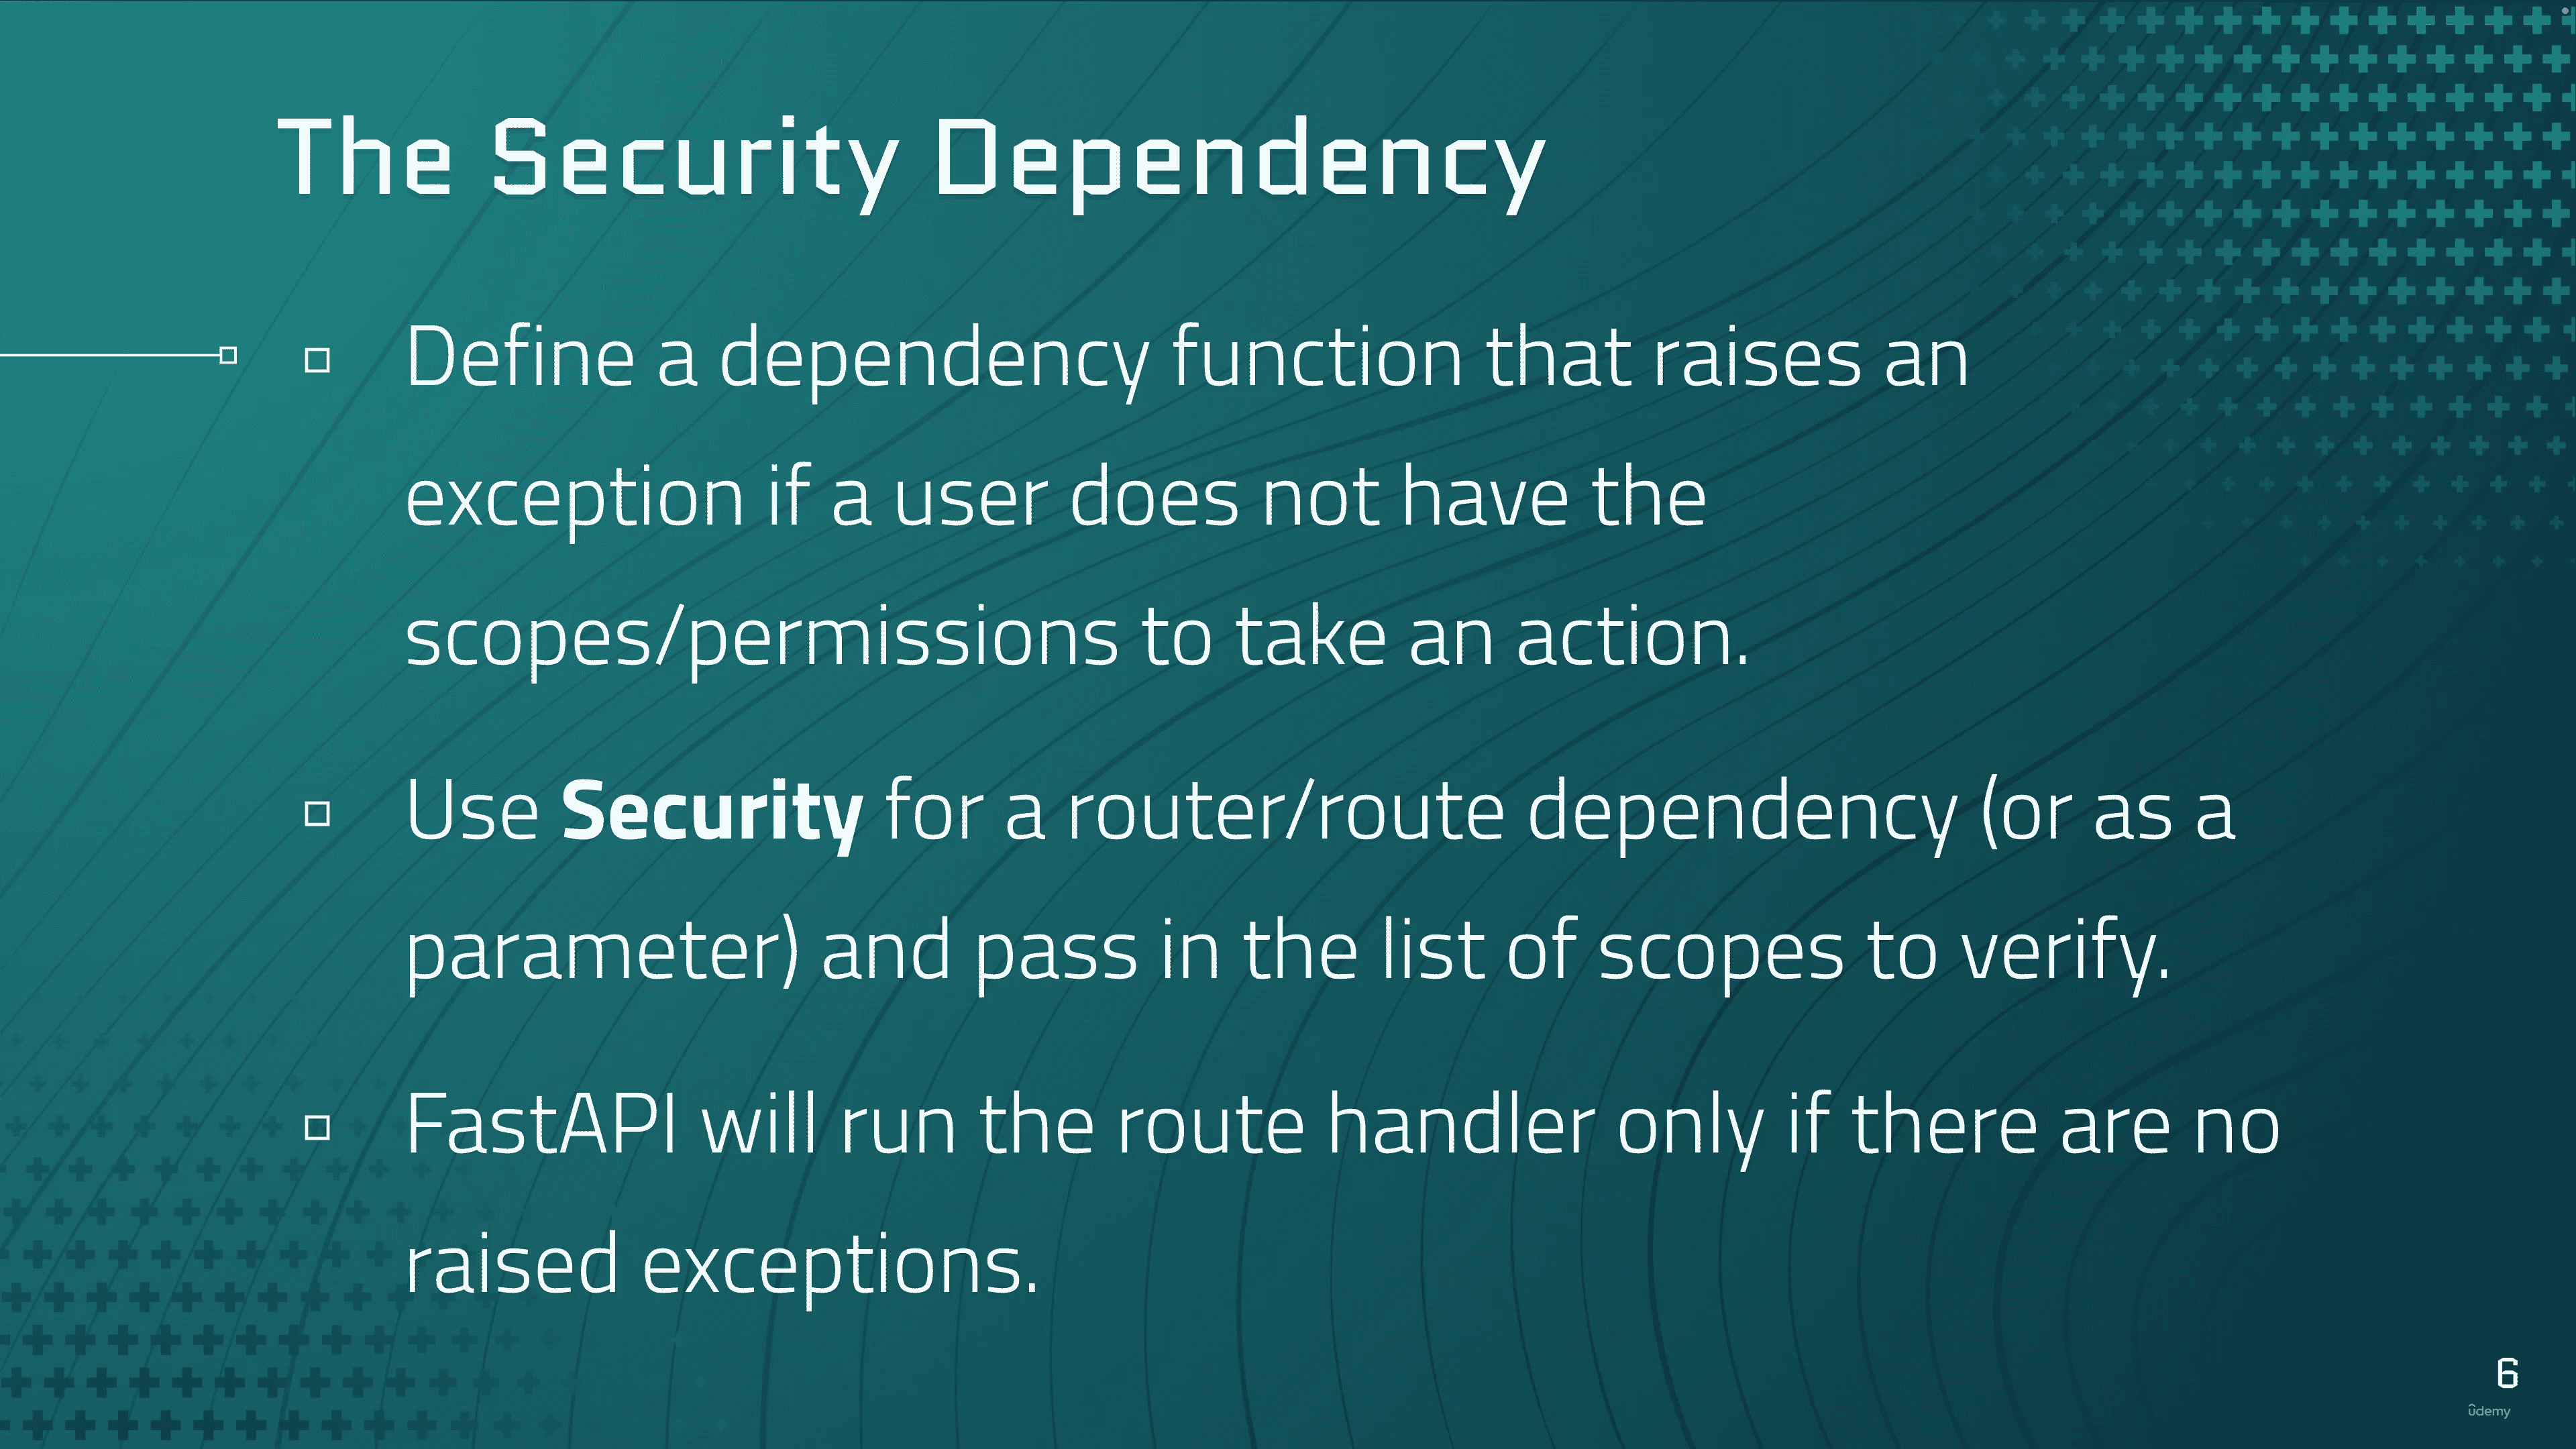 The Security Dependency
Define a dependency function that raises an
exception if a user does not have the
scopes/permissions to take an action.
Use Security for a router/route dependency (or as a
parameter) and pass in the list of scopes to verify.
FastAPI will run the route handler only if there are no
raised exceptions.
6
ûdemy